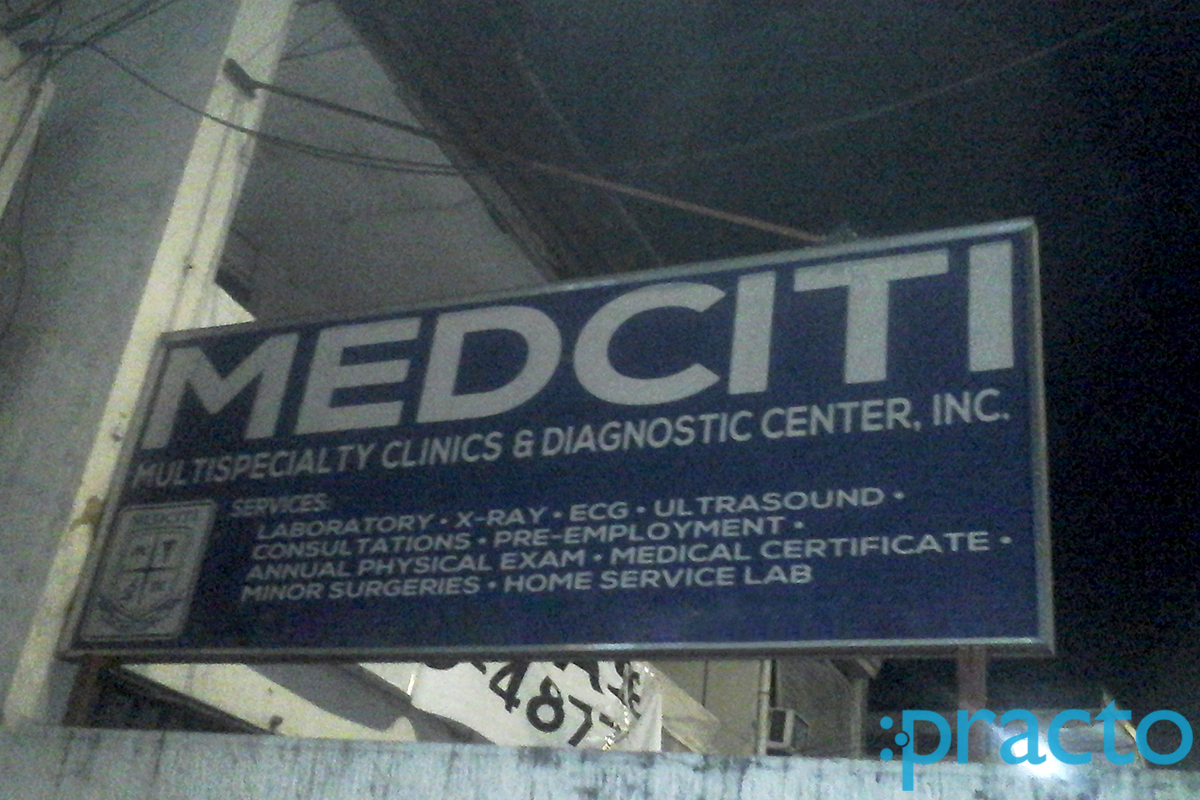 MEDCITI
MULTISPECIALTY CLINICS & DIAGNOSTIC CENTER, INC.
SERVICES:
LABORATORY • X-RAY • ECG • ULTRASOUND •
CONSULTATIONS • PRE-EMPLOYMENT •
ANNUAL PHYSICAL EXAM • MEDICAL CERTIFICATE •
MINOR SURGERIES • HOME SERVICE LAB
487
:practo